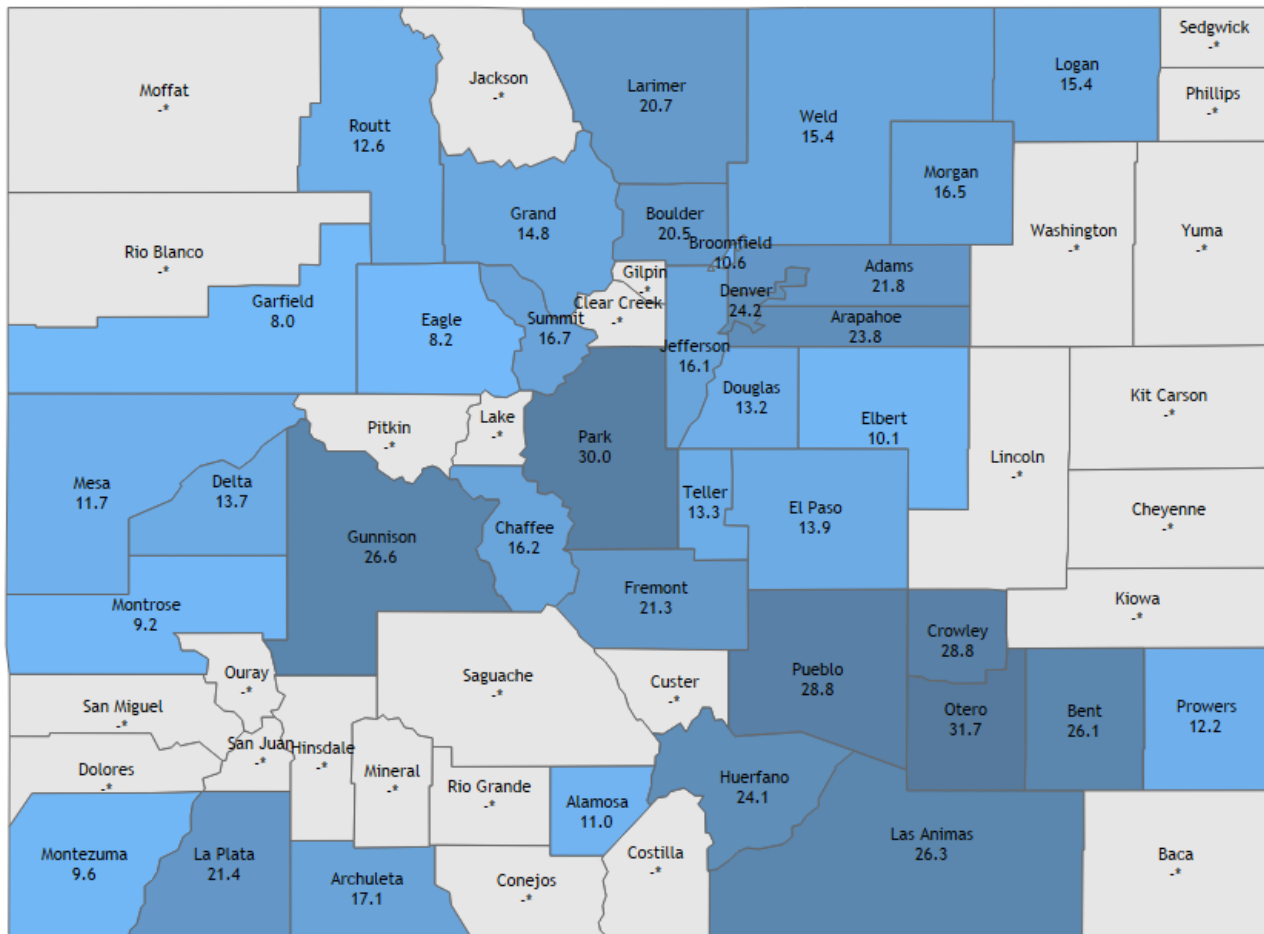 Sedgwick
-*
Logan
15.4
Jackson
-*
Larimer
20.7
Moffat
-*
Phillips
-*
Weld
15.4
Routt
12.6
Morgan
16.5
Grand
14.8
Boulder
20.5
Washington
-*
Yuma
-*
Rio Blanco
-*
Broomfield
10.6
Gilpin
-*
Adams
21.8
Denver
24.2
Garfield
8.0
Clear Creek
-*
Eagle
8.2
Summit
16.7
Arapahoe
23.8
Jefferson
16.1
Douglas
13.2
Kit Carson
-*
Elbert
10.1
Lake
-*
Pitkin
-*
Park
30.0
Lincoln
-*
Mesa
11.7
Delta
13.7
Teller
13.3
El Paso
13.9
Cheyenne
-*
Chaffee
16.2
Gunnison
26.6
Fremont
21.3
Kiowa
-*
Montrose
9.2
Crowley
28.8
Ouray
-*
Saguache
-*
Custer
-*
Pueblo
28.8
San Miguel
-*
Otero
31.7
Bent
26.1
Prowers
12.2
San Juan
-*
Hinsdale
-*
Dolores
-*
Mineral
-*
Huerfano
24.1
Rio Grande
-*
Alamosa
11.0
Las Animas
26.3
Montezuma
9.6
La Plata
21.4
Costilla
-*
Baca
-*
Archuleta
17.1
Conejos
-*